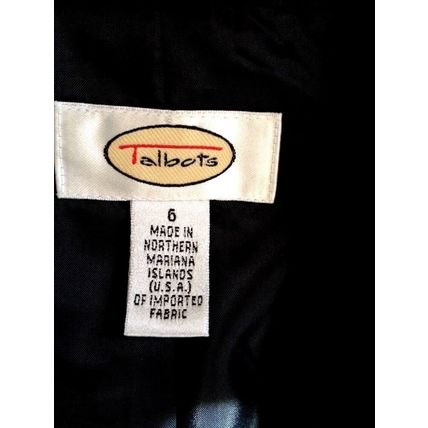 Talbots
6
MADE IN
NORTHERN
MARIANA
ISLANDS
(U.S.A.)
OF IMPORTED
FABRIC